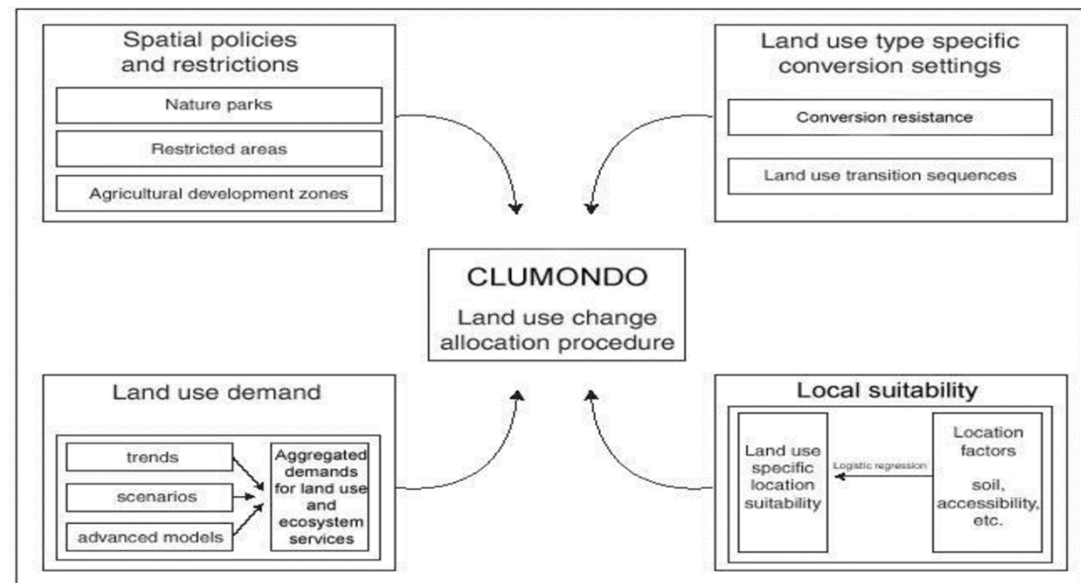 Spatial policies
and restrictions
Nature parks
Restricted areas
Agricultural development zones
Land use type specific
conversion settings
Conversion resistance
Land use transition sequences
CLUMONDO
Land use change
allocation procedure
Land use demand
trends
scenarios
advanced models
Aggregated
demands
for land use
and
ecosystem
services
Local suitability
Land use
specific
location
suitability
Logistic regression
Location
factors
soil,
accessibility,
etc.